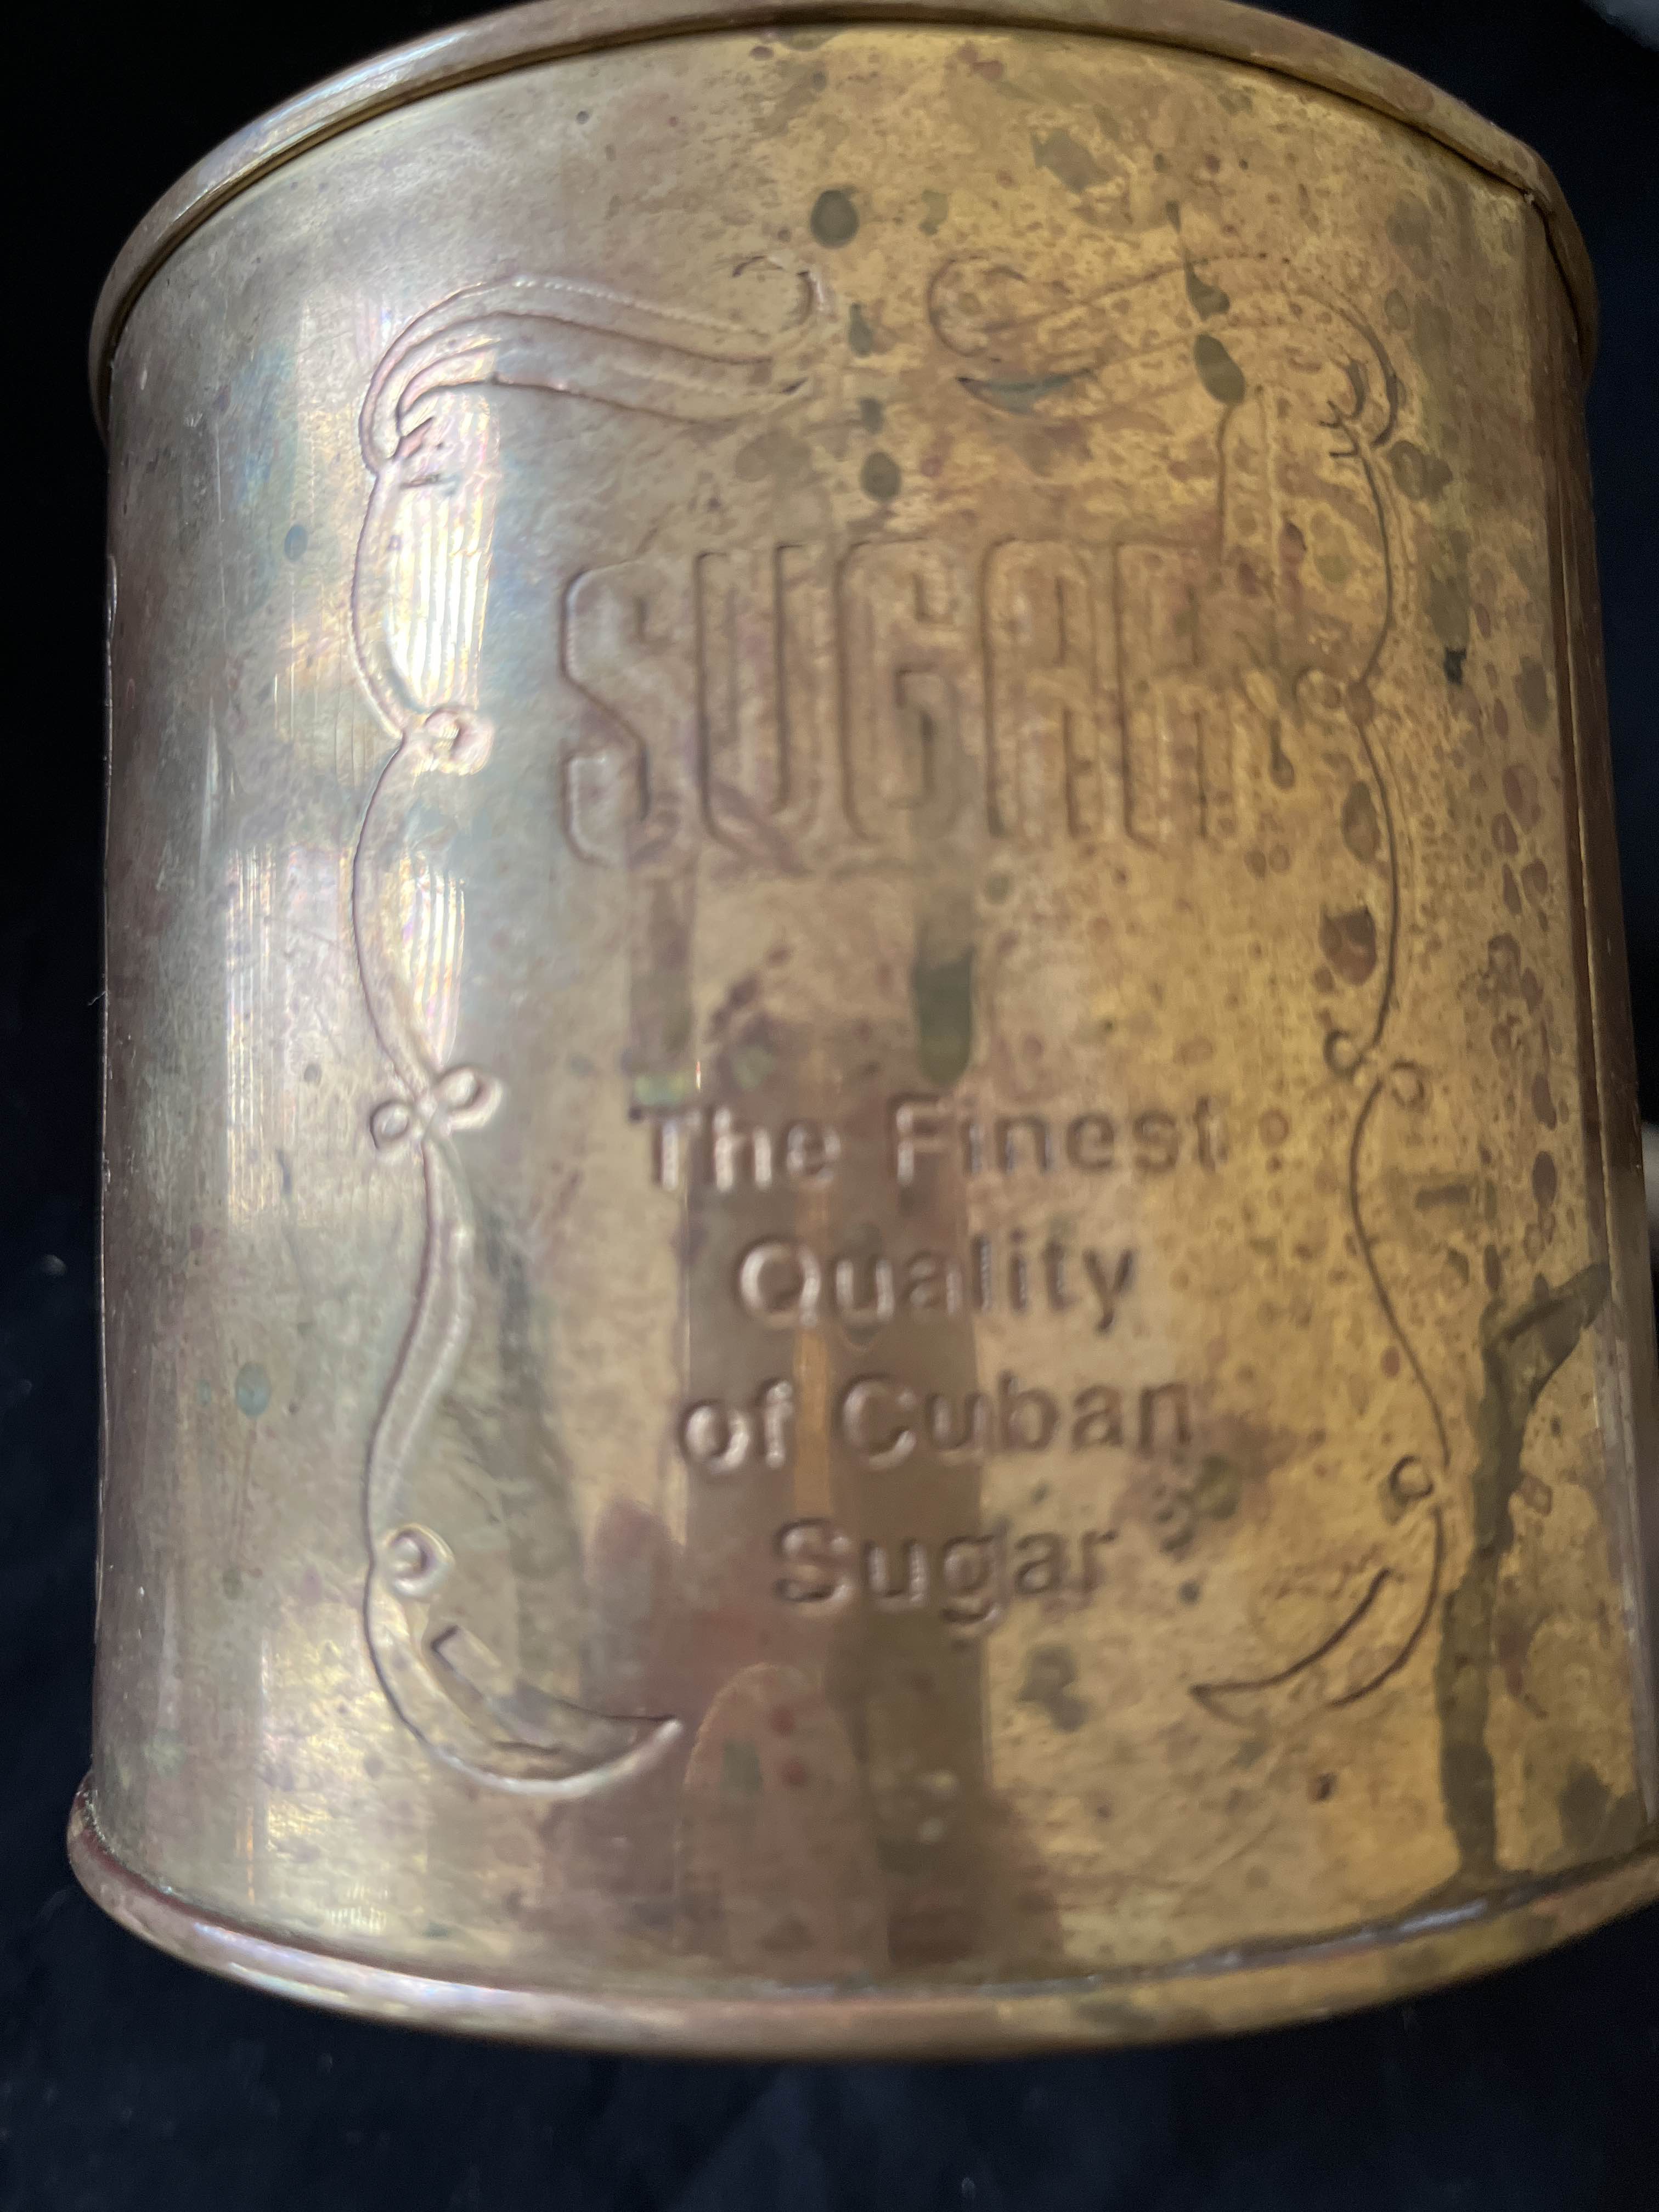 SUGAR
The Finest
Quality
of Cuban
Sugar